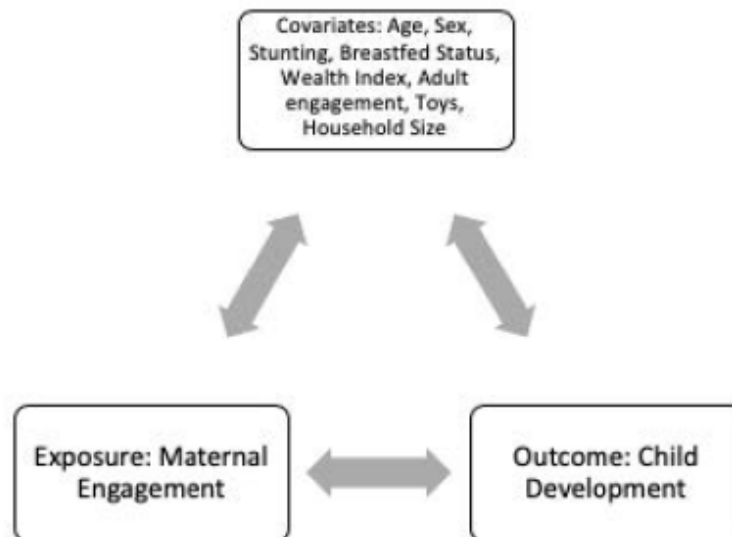 Covariates: Age, Sex,
Stunting, Breastfed Status,
Wealth Index, Adult
engagement, Toys,
Household Size
Exposure: Maternal
Engagement
Outcome: Child
Development